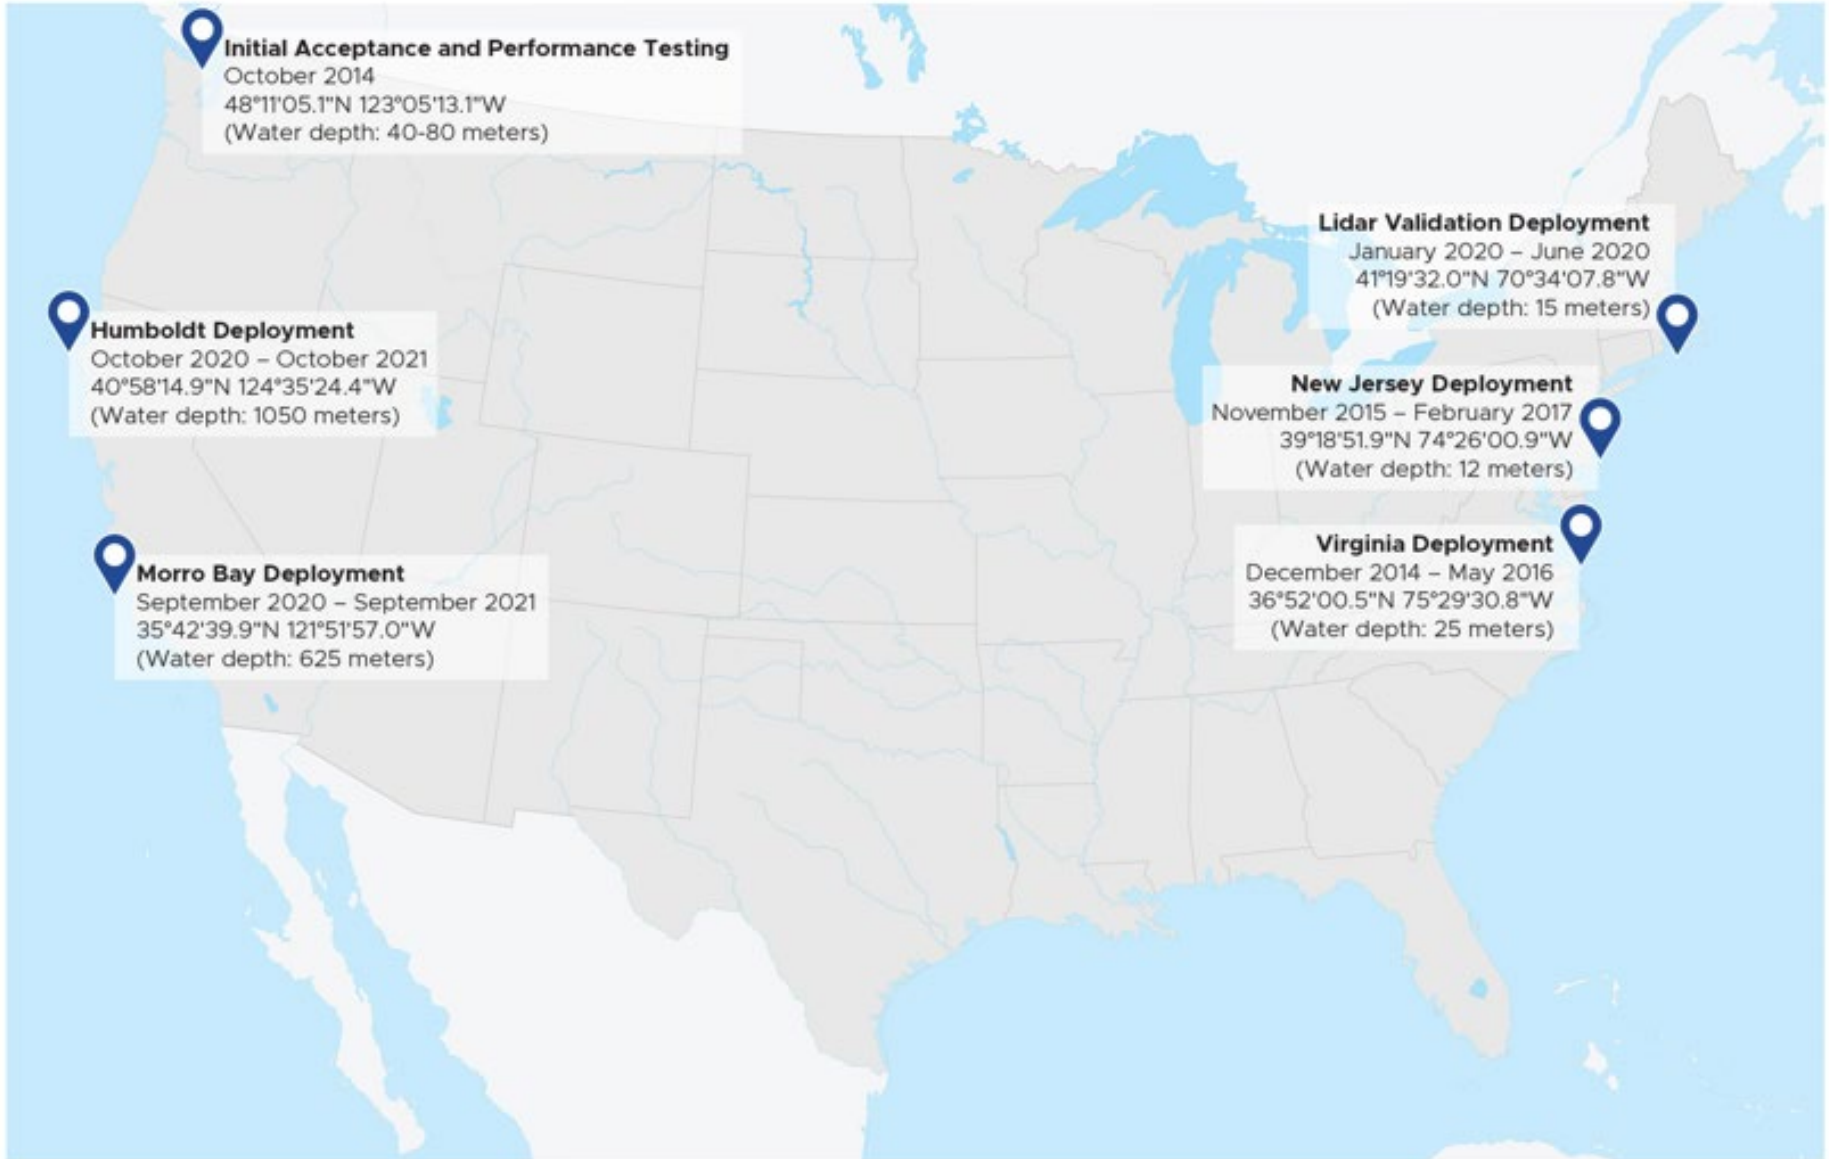 Initial Acceptance and Performance Testing
October 2014
48°11'05.1"N 123°05'13.1"W
(Water depth: 40-80 meters)
Lidar Validation Deployment
January 2020 – June 2020
41°19'32.0"N 70°34'07.8"W
(Water depth: 15 meters)
Humboldt Deployment
October 2020 – October 2021
40°58'14.9"N 124°35'24.4"W
(Water depth: 1050 meters)
New Jersey Deployment
November 2015 – February 2017
39°18'51.9"N 74°26'00.9"W
(Water depth: 12 meters)
Virginia Deployment
December 2014 – May 2016
36°52'00.5"N 75°29'30.8"W
(Water depth: 25 meters)
Morro Bay Deployment
September 2020 – September 2021
35°42'39.9"N 121°51'57.0"W
(Water depth: 625 meters)